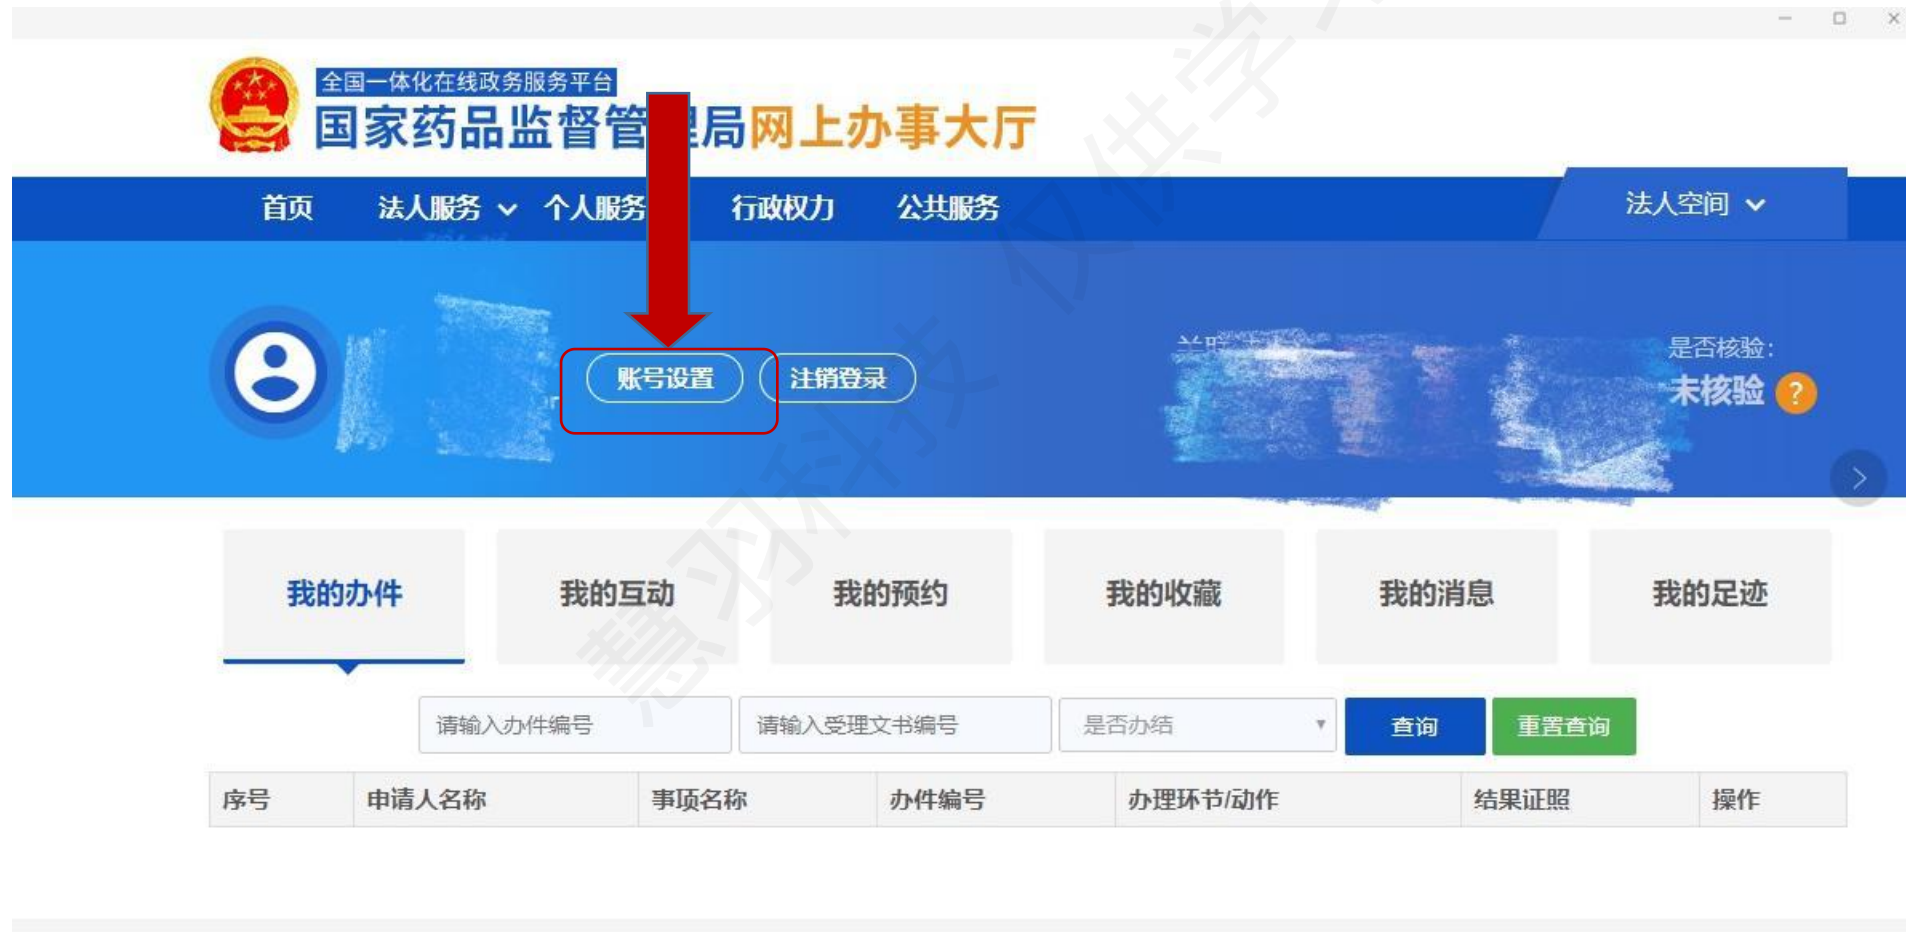 全国一体化在线政务服务平台
国家药品监督管理局网上办事大厅
首页 法人服务 个人服务 行政权力 公共服务 法人空间
账号设置 注销登录
是否核验:
未核验 ?
我的办件 我的互动 我的预约 我的收藏 我的消息 我的足迹
请输入办件编号 请输入受理文书编号 是否办结 查询 重置查询
序号 申请人名称 事项名称 办件编号 办理环节/动作 结果证照 操作
慧羽科技 仅供学